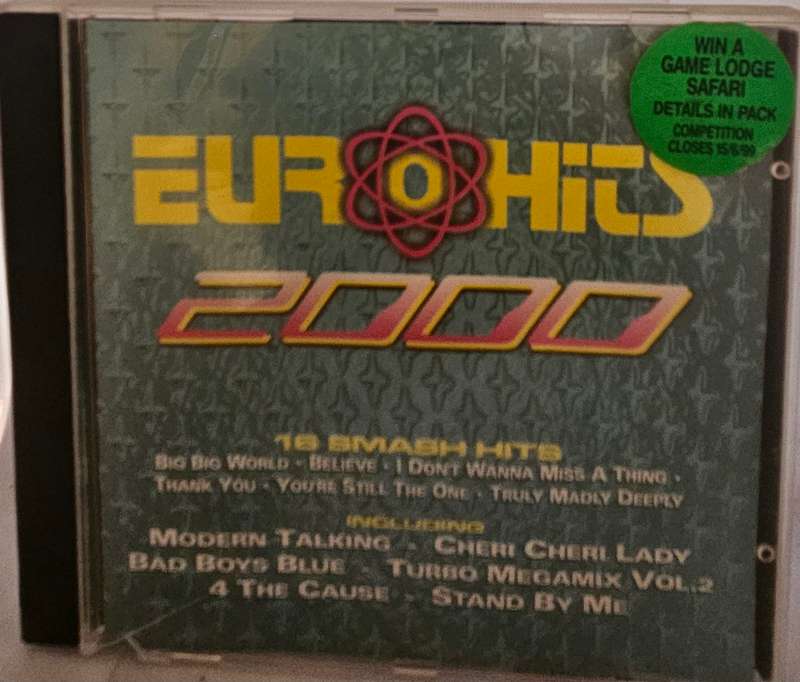 WIN A
GAME LODGE
SAFARI
DETAILS IN PACK
COMPETITION
CLOSES 15/6/99
EUROHITS
2000
18 SMASH HITS
BIG BIG WORLD · BELIEVE · I DON'T WANNA MISS A THING ·
THANK YOU · YOU'RE STILL THE ONE · TRULY MADLY DEEPLY
INCLUDING
MODERN TALKING - CHERI CHERI LADY
BAD BOYS BLUE - TURBO MEGAMIX VOL.2
4 THE CAUSE - STAND BY ME